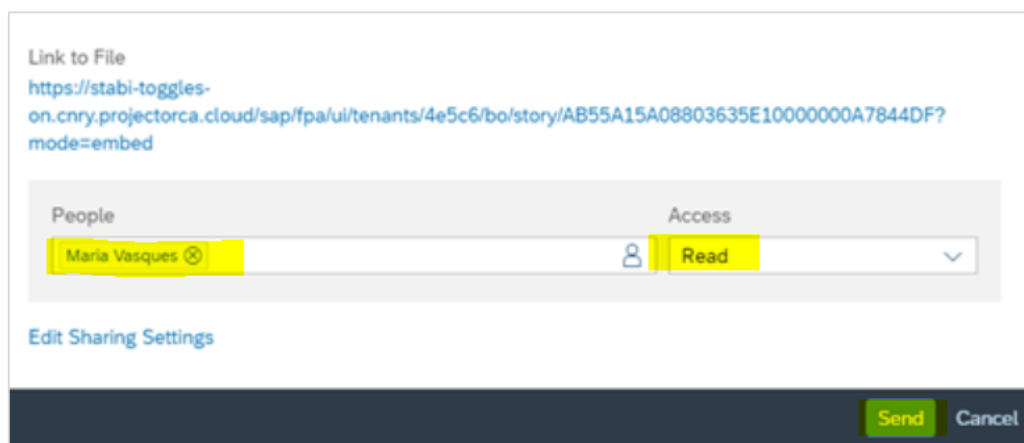 Link to File
https://stabi-toggles-
on.cnry.projectorca.cloud/sap/fpa/ui/tenants/4e5c6/bo/story/AB55A15A08803635E10000000A7844DF?
mode=embed
People Access
Maria Vasques Read
Edit Sharing Settings
Send Cancel